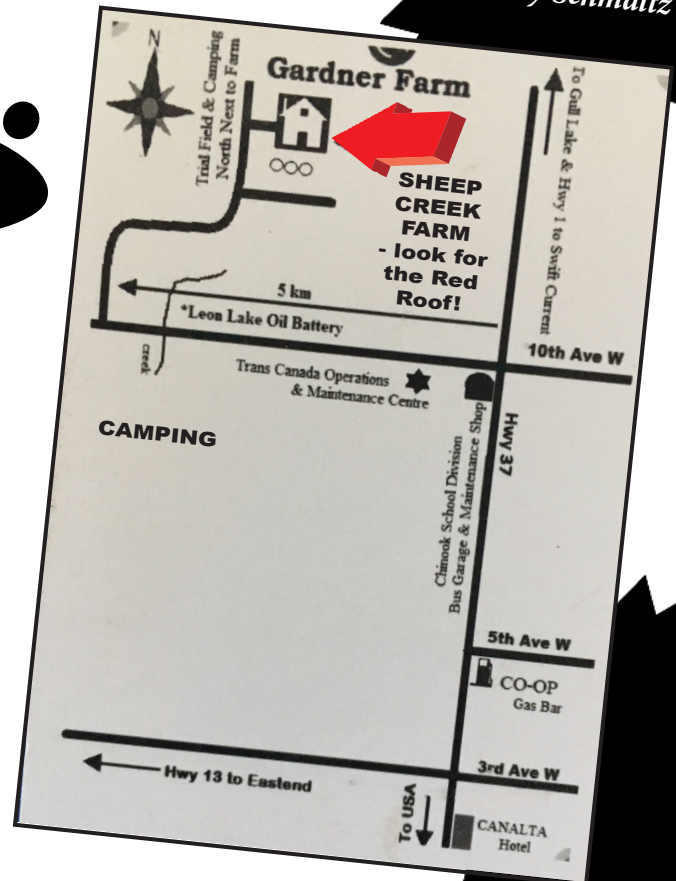 Schmaltz
N
Trial Field & Camping
North Next to Farm
Gardner Farm
To Gull Lake & Hwy 1 to Swift Current
SHEEP
CREEK
FARM
- look for
the Red
Roof!
5 km
*Leon Lake Oil Battery
10th Ave W
creek
Trans Canada Operations
& Maintenance Centre
CAMPING
Hwy 37
Chinook School Division
Bus Garage & Maintenance Shop
5th Ave W
CO-OP
Gas Bar
3rd Ave W
Hwy 13 to Eastend
To USA
CANALTA
Hotel